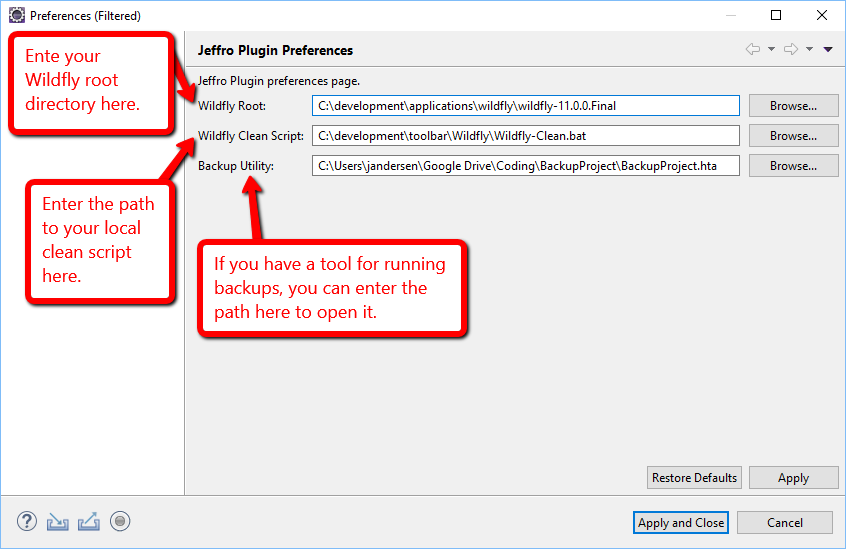 Preferences (Filtered)
Ente your
Wildfly root
directory here.
Jeffro Plugin Preferences
Jeffro Plugin preferences page.
Wildfly Root: C:\development\applications\wildfly\wildfly-11.0.0.Final Browse...
Wildfly Clean Script: C:\development\toolbar\Wildfly\Wildfly-Clean.bat Browse...
Backup Utility: C:\Users\jandersen\Google Drive\Coding\BackupProject\BackupProject.hta Browse...
Enter the path
to your local
clean script
here.
If you have a tool for running
backups, you can enter the
path here to open it.
Restore Defaults Apply
? Apply and Close Cancel